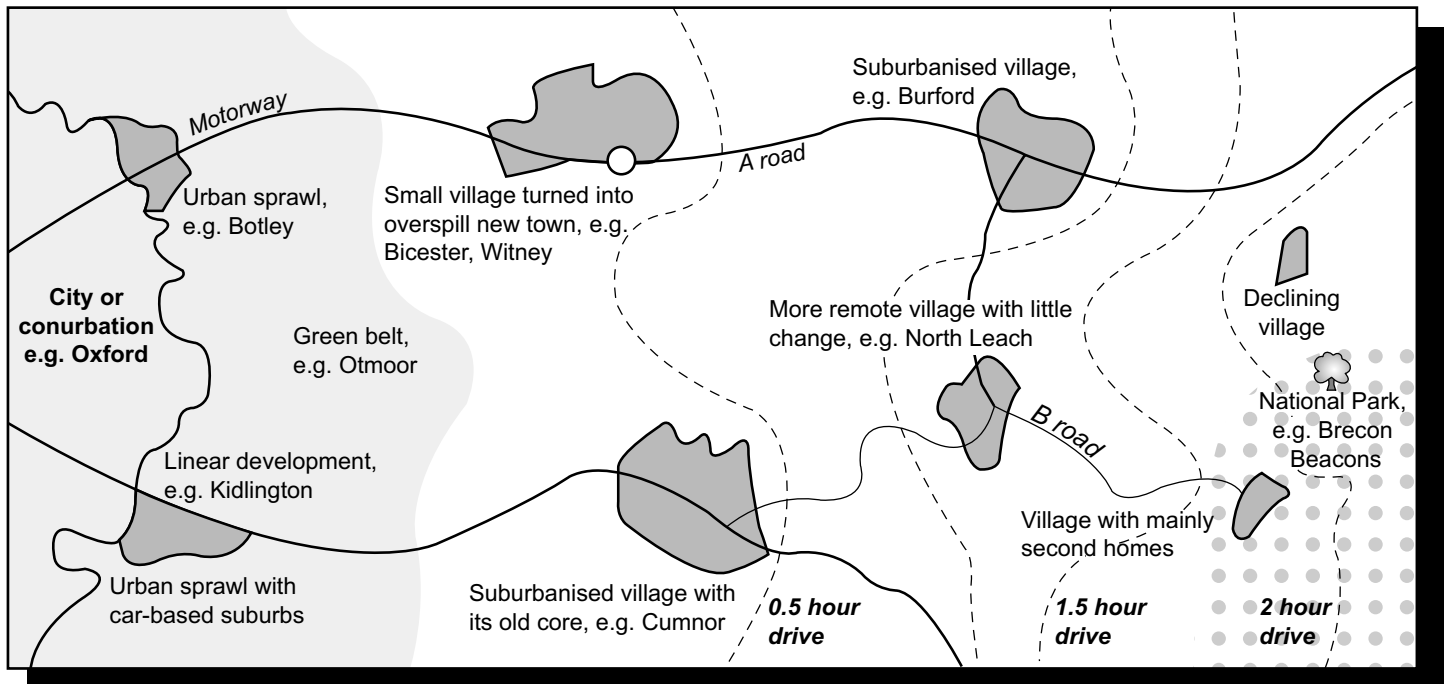 Motorway
Suburbanised village,
e.g. Burford
A road
Urban sprawl,
e.g. Botley
Small village turned into
overspill new town, e.g.
Bicester, Witney
City or
conurbation
e.g. Oxford
Green belt,
e.g. Otmoor
More remote village with little
change, e.g. North Leach
Declining
village
National Park,
e.g. Brecon
Beacons
B road
Linear development,
e.g. Kidlington
Village with mainly
second homes
Urban sprawl with
car-based suburbs
Suburbanised village with
its old core, e.g. Cumnor
0.5 hour
drive
1.5 hour
drive
2 hour
drive